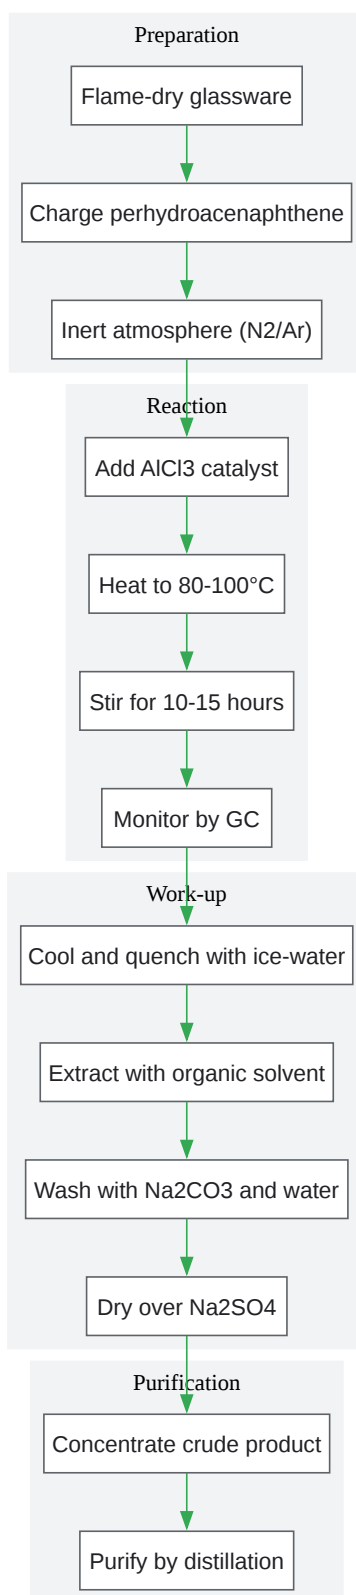 Preparation
Flame-dry glassware
Charge perhydroacenaphthene
Inert atmosphere (N2/Ar)
Reaction
Add AlCl3 catalyst
Heat to 80-100°C
Stir for 10-15 hours
Monitor by GC
Work-up
Cool and quench with ice-water
Extract with organic solvent
Wash with Na2CO3 and water
Dry over Na2SO4
Purification
Concentrate crude product
Purify by distillation